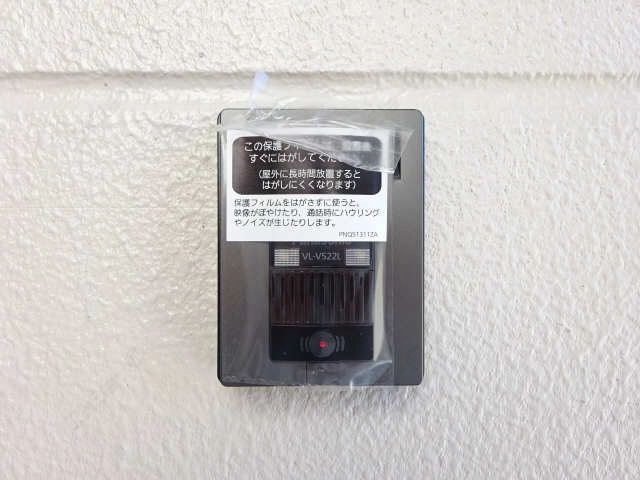 この保護フィ
すぐにはがしてくだ
（屋外に長時間放置すると
はがしにくくなります）
保護フィルムをはがさずに使うと、
映像がぼやけたり、通話時にハウリング
やノイズが生じたりします。
PNQS1311ZA
Panasonic
VL-V522L